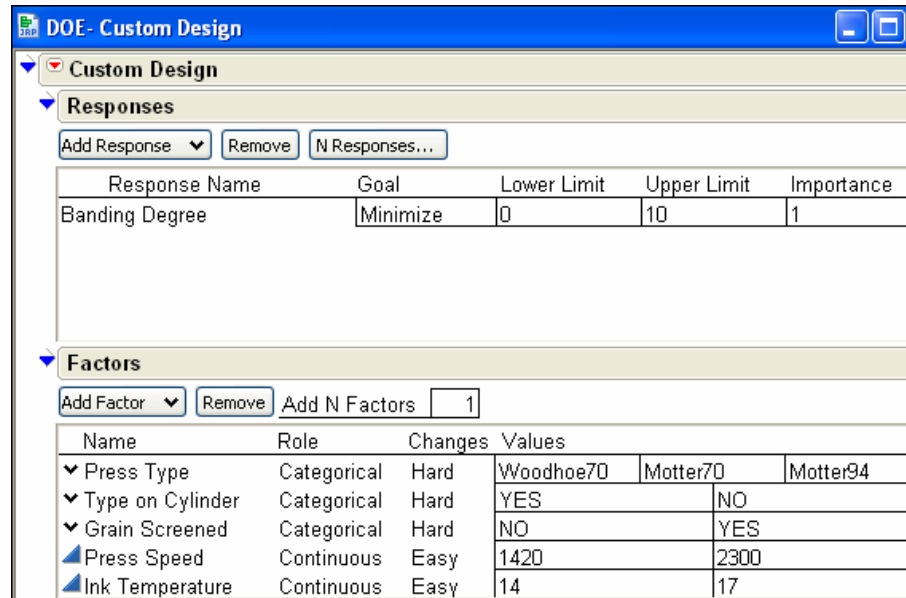 DOE- Custom Design
Custom Design
Responses
Add Response Remove N Responses...
Response Name Goal Lower Limit Upper Limit Importance
Banding Degree Minimize 0 10 1
Factors
Add Factor Remove Add N Factors 1
Name Role Changes Values
Press Type Categorical Hard Woodhoe70 Motter70 Motter94
Type on Cylinder Categorical Hard YES NO
Grain Screened Categorical Hard NO YES
Press Speed Continuous Easy 1420 2300
Ink Temperature Continuous Easy 14 17